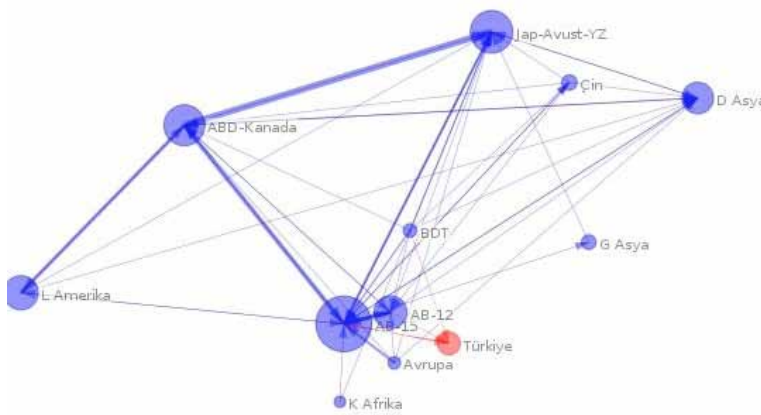 Jap-Avust-YZ
Çin
D Asya
ABD-Kanada
BDT
G Asya
L Amerika
AB-12
AB-15
Türkiye
Avrupa
K Afrika